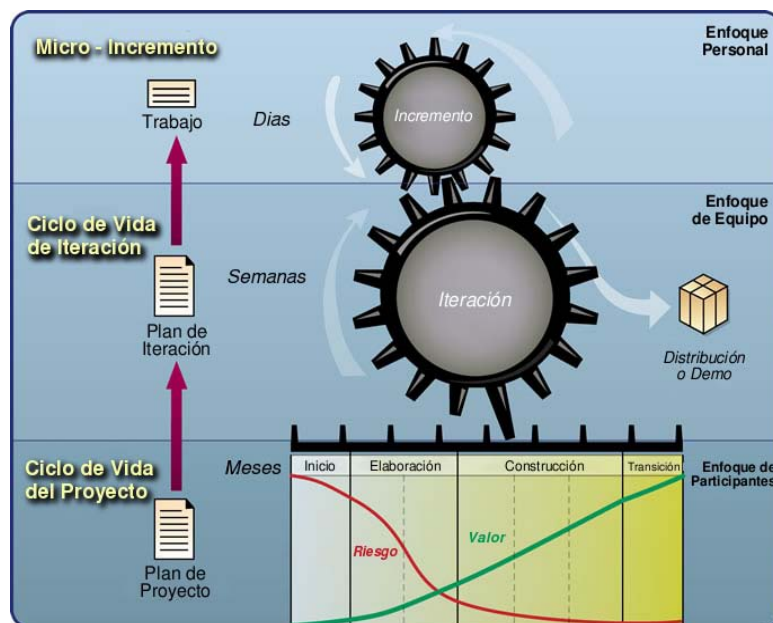 Micro - Incremento
Enfoque
Personal
Trabajo
Dias
Incremento
Ciclo de Vida
de Iteración
Enfoque
de Equipo
Semanas
Iteración
Plan de
Iteración
Distribución
o Demo
Ciclo de Vida
del Proyecto
Meses
Inicio
Elaboración
Construcción
Transición
Enfoque de
Participantes
Riesgo
Valor
Plan de
Proyecto